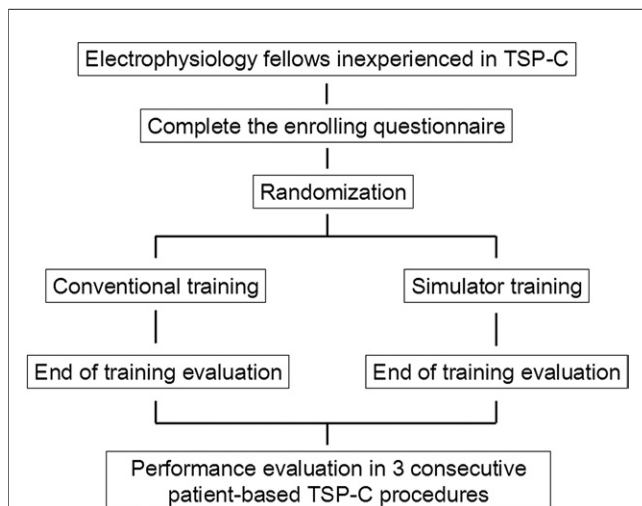 Electrophysiology fellows inexperienced in TSP-C
Complete the enrolling questionnaire
Randomization
Conventional training
Simulator training
End of training evaluation
End of training evaluation
Performance evaluation in 3 consecutive
patient-based TSP-C procedures